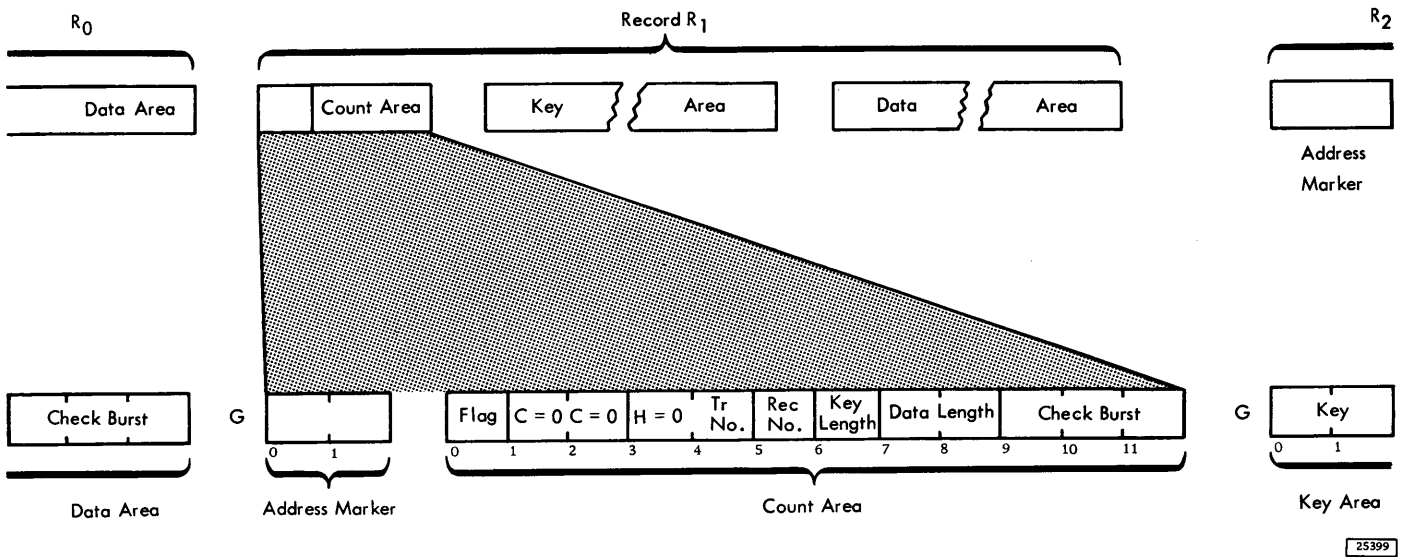 R0 Record R1 R2
Data Area Count Area Key Area Data Area
Address
Marker
Check Burst G Flag C = 0 C = 0 H = 0 Tr No. Rec No. Key Length Data Length Check Burst G Key
0 1 0 1 2 3 4 5 6 7 8 9 10 11 0 1
Data Area Address Marker Count Area Key Area
25399